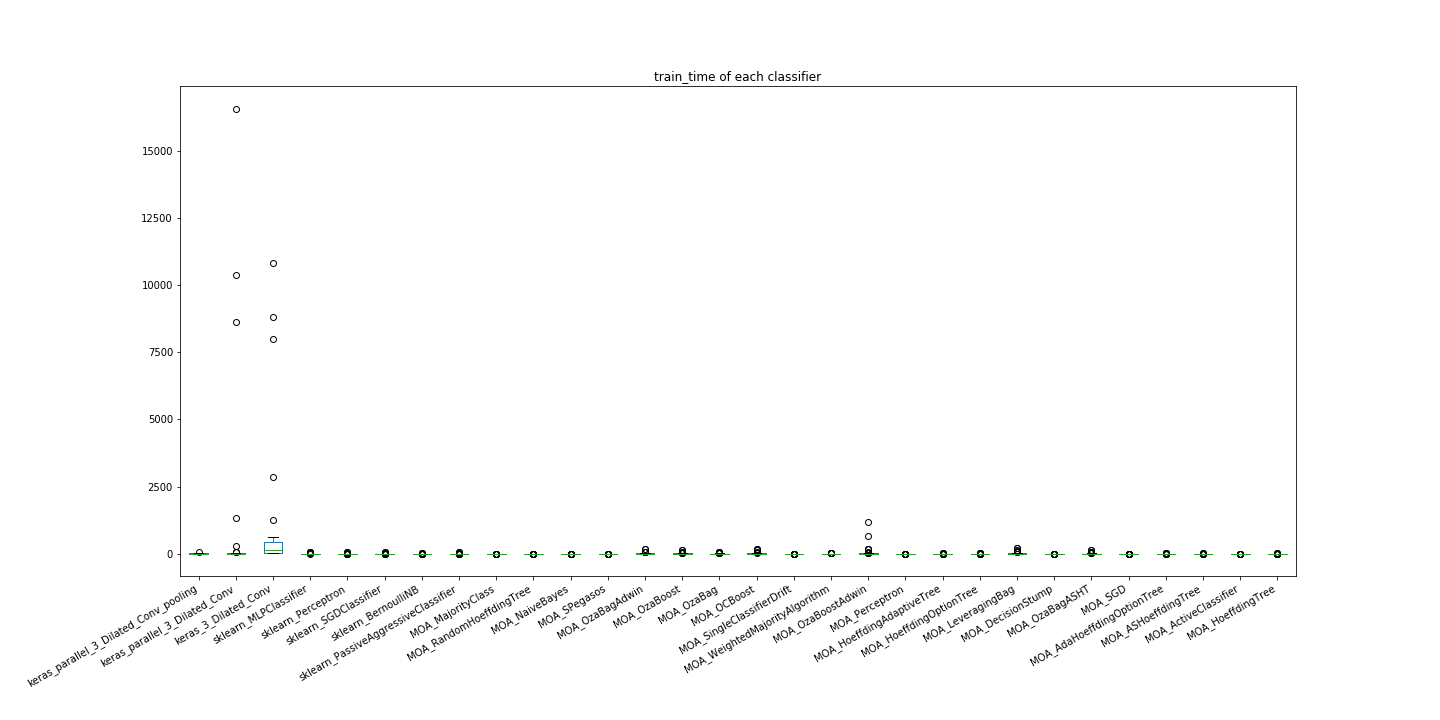 train_time of each classifier
15000
12500
10000
7500
5000
2500
0
keras_parallel_3_Dilated_Conv_pooling
keras_parallel_3_Dilated_Conv
keras_3_Dilated_Conv
sklearn_MLPClassifier
sklearn_Perceptron
sklearn_SGDClassifier
sklearn_BernoulliNB
sklearn_PassiveAggressiveClassifier
MOA_MajorityClass
MOA_RandomHoeffdingTree
MOA_NaiveBayes
MOA_SPegasos
MOA_OzaBagAdwin
MOA_OzaBoost
MOA_OzaBag
MOA_OCBoost
MOA_SingleClassifierDrift
MOA_WeightedMajorityAlgorithm
MOA_OzaBoostAdwin
MOA_Perceptron
MOA_HoeffdingAdaptiveTree
MOA_HoeffdingOptionTree
MOA_LeveragingBag
MOA_DecisionStump
MOA_OzaBagASHT
MOA_SGD
MOA_AdaHoeffdingOptionTree
MOA_ASHoeffdingTree
MOA_ActiveClassifier
MOA_HoeffdingTree